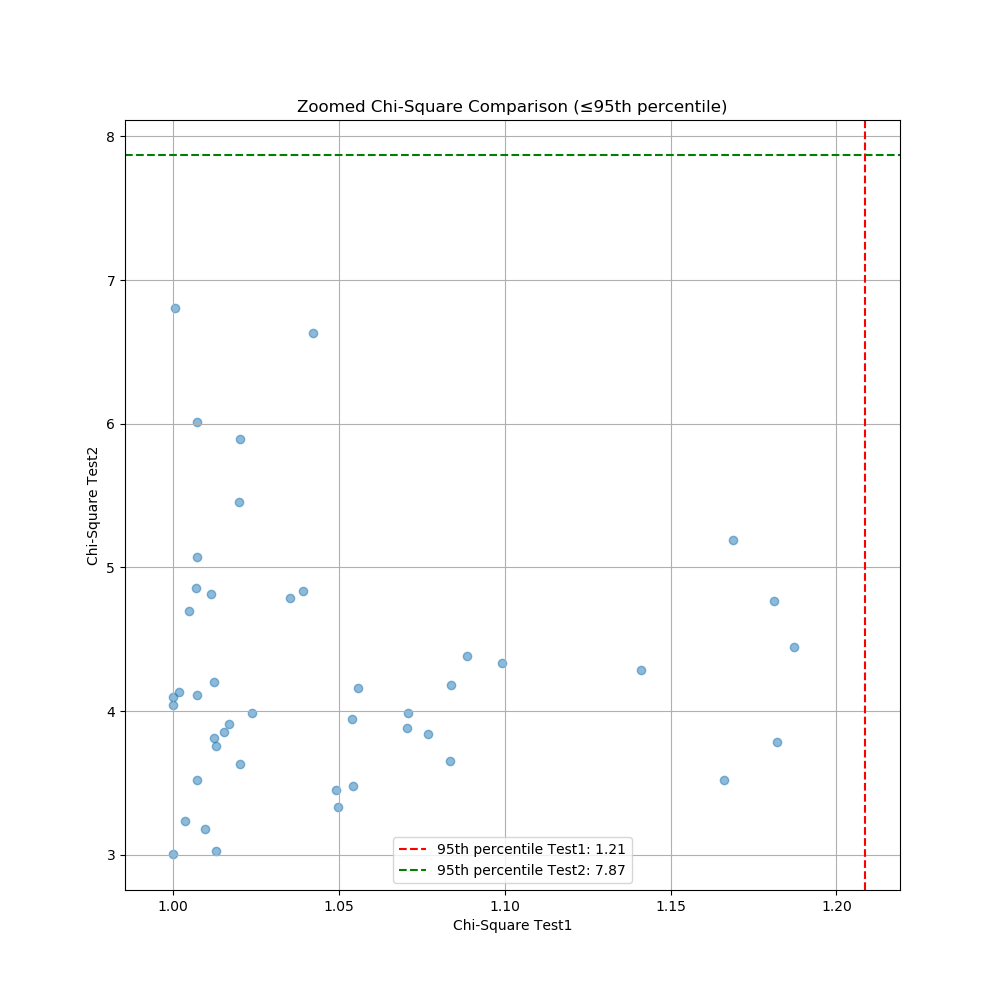 Zoomed Chi-Square Comparison (≤95th percentile)
Chi-Square Test2
8
7
6
5
4
3
95th percentile Test1: 1.21
95th percentile Test2: 7.87
1.00 1.05 1.10 1.15 1.20
Chi-Square Test1